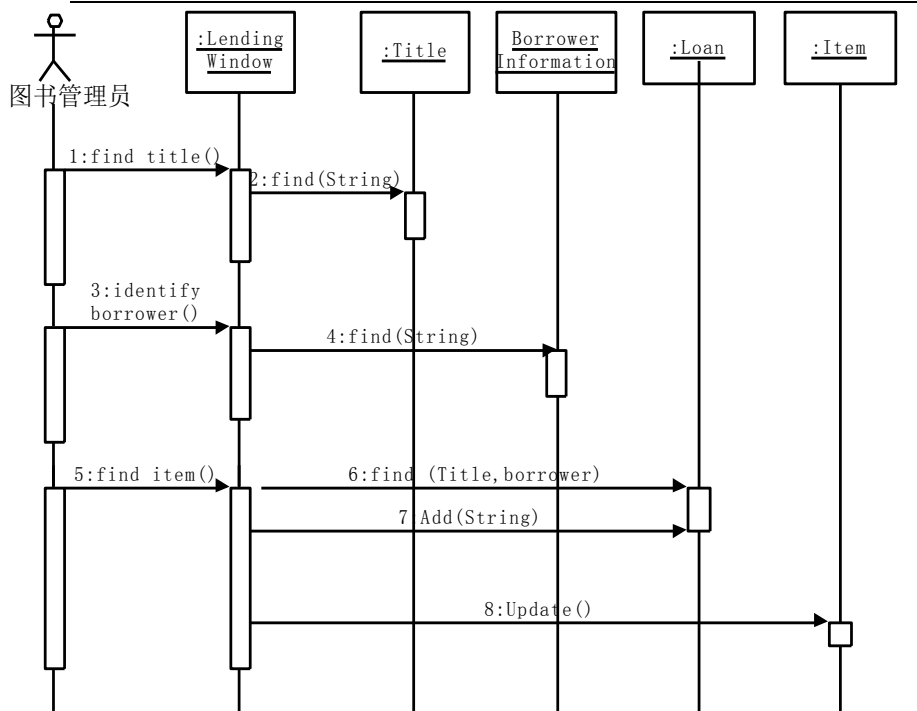 :Lending
Window
:Title
Borrower
Information
:Loan
:Item
图书管理员
1:find title()
2:find(String)
3:identify
borrower()
4:find(String)
5:find item()
6:find (Title,borrower)
7:Add(String)
8:Update()